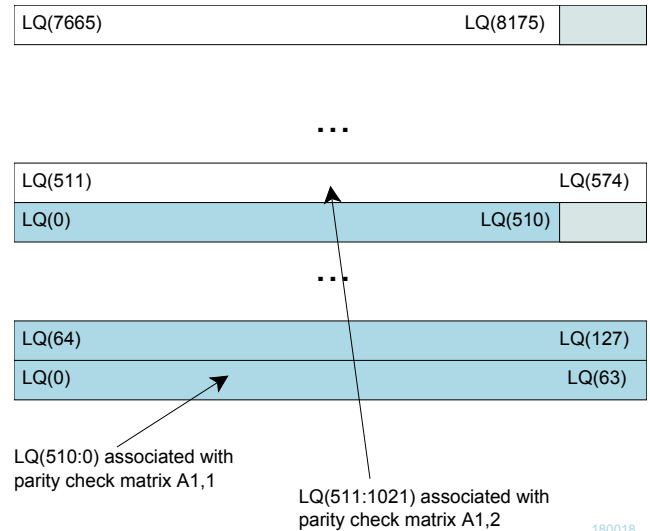 LQ(7665) LQ(8175)
...
LQ(511) LQ(574)
LQ(0) LQ(510)
...
LQ(64) LQ(127)
LQ(0) LQ(63)
LQ(510:0) associated with
parity check matrix A1,1
LQ(511:1021) associated with
parity check matrix A1,2
180018